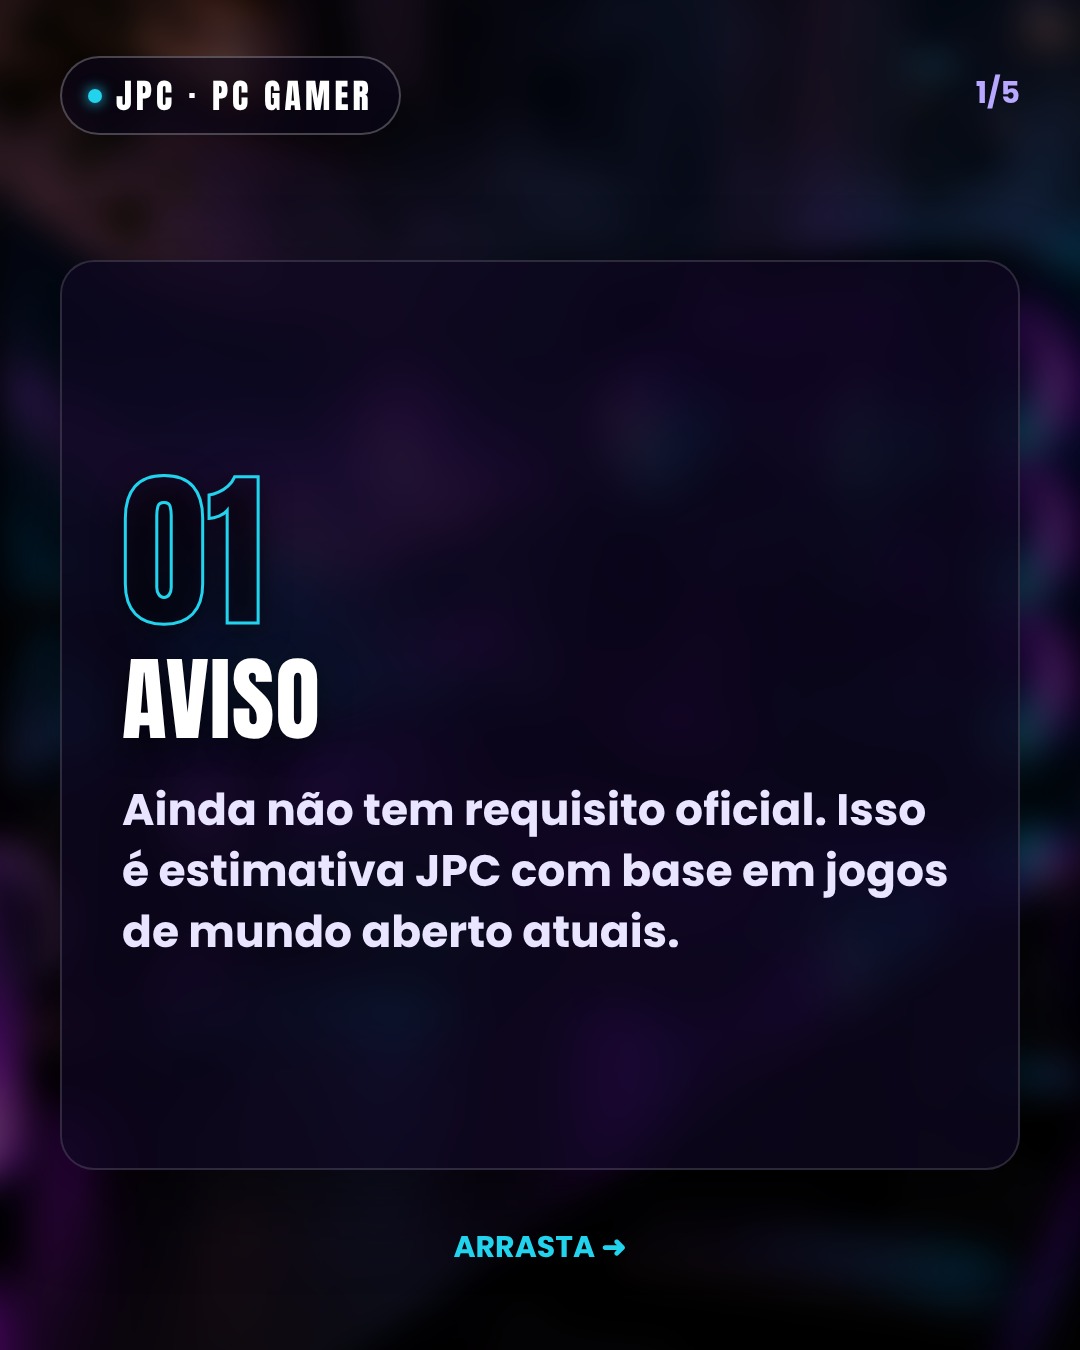 JPC · PC GAMER
1/5
01
AVISO
Ainda não tem requisito oficial. Isso
é estimativa JPC com base em jogos
de mundo aberto atuais.
ARRASTA ➔